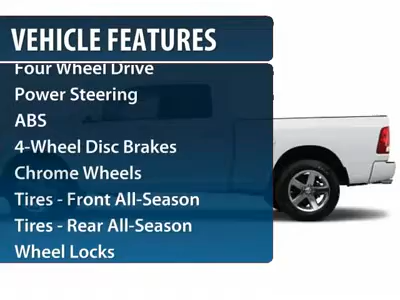 VEHICLE FEATURES
Four Wheel Drive
Power Steering
ABS
4-Wheel Disc Brakes
Chrome Wheels
Tires - Front All-Season
Tires - Rear All-Season
Wheel Locks